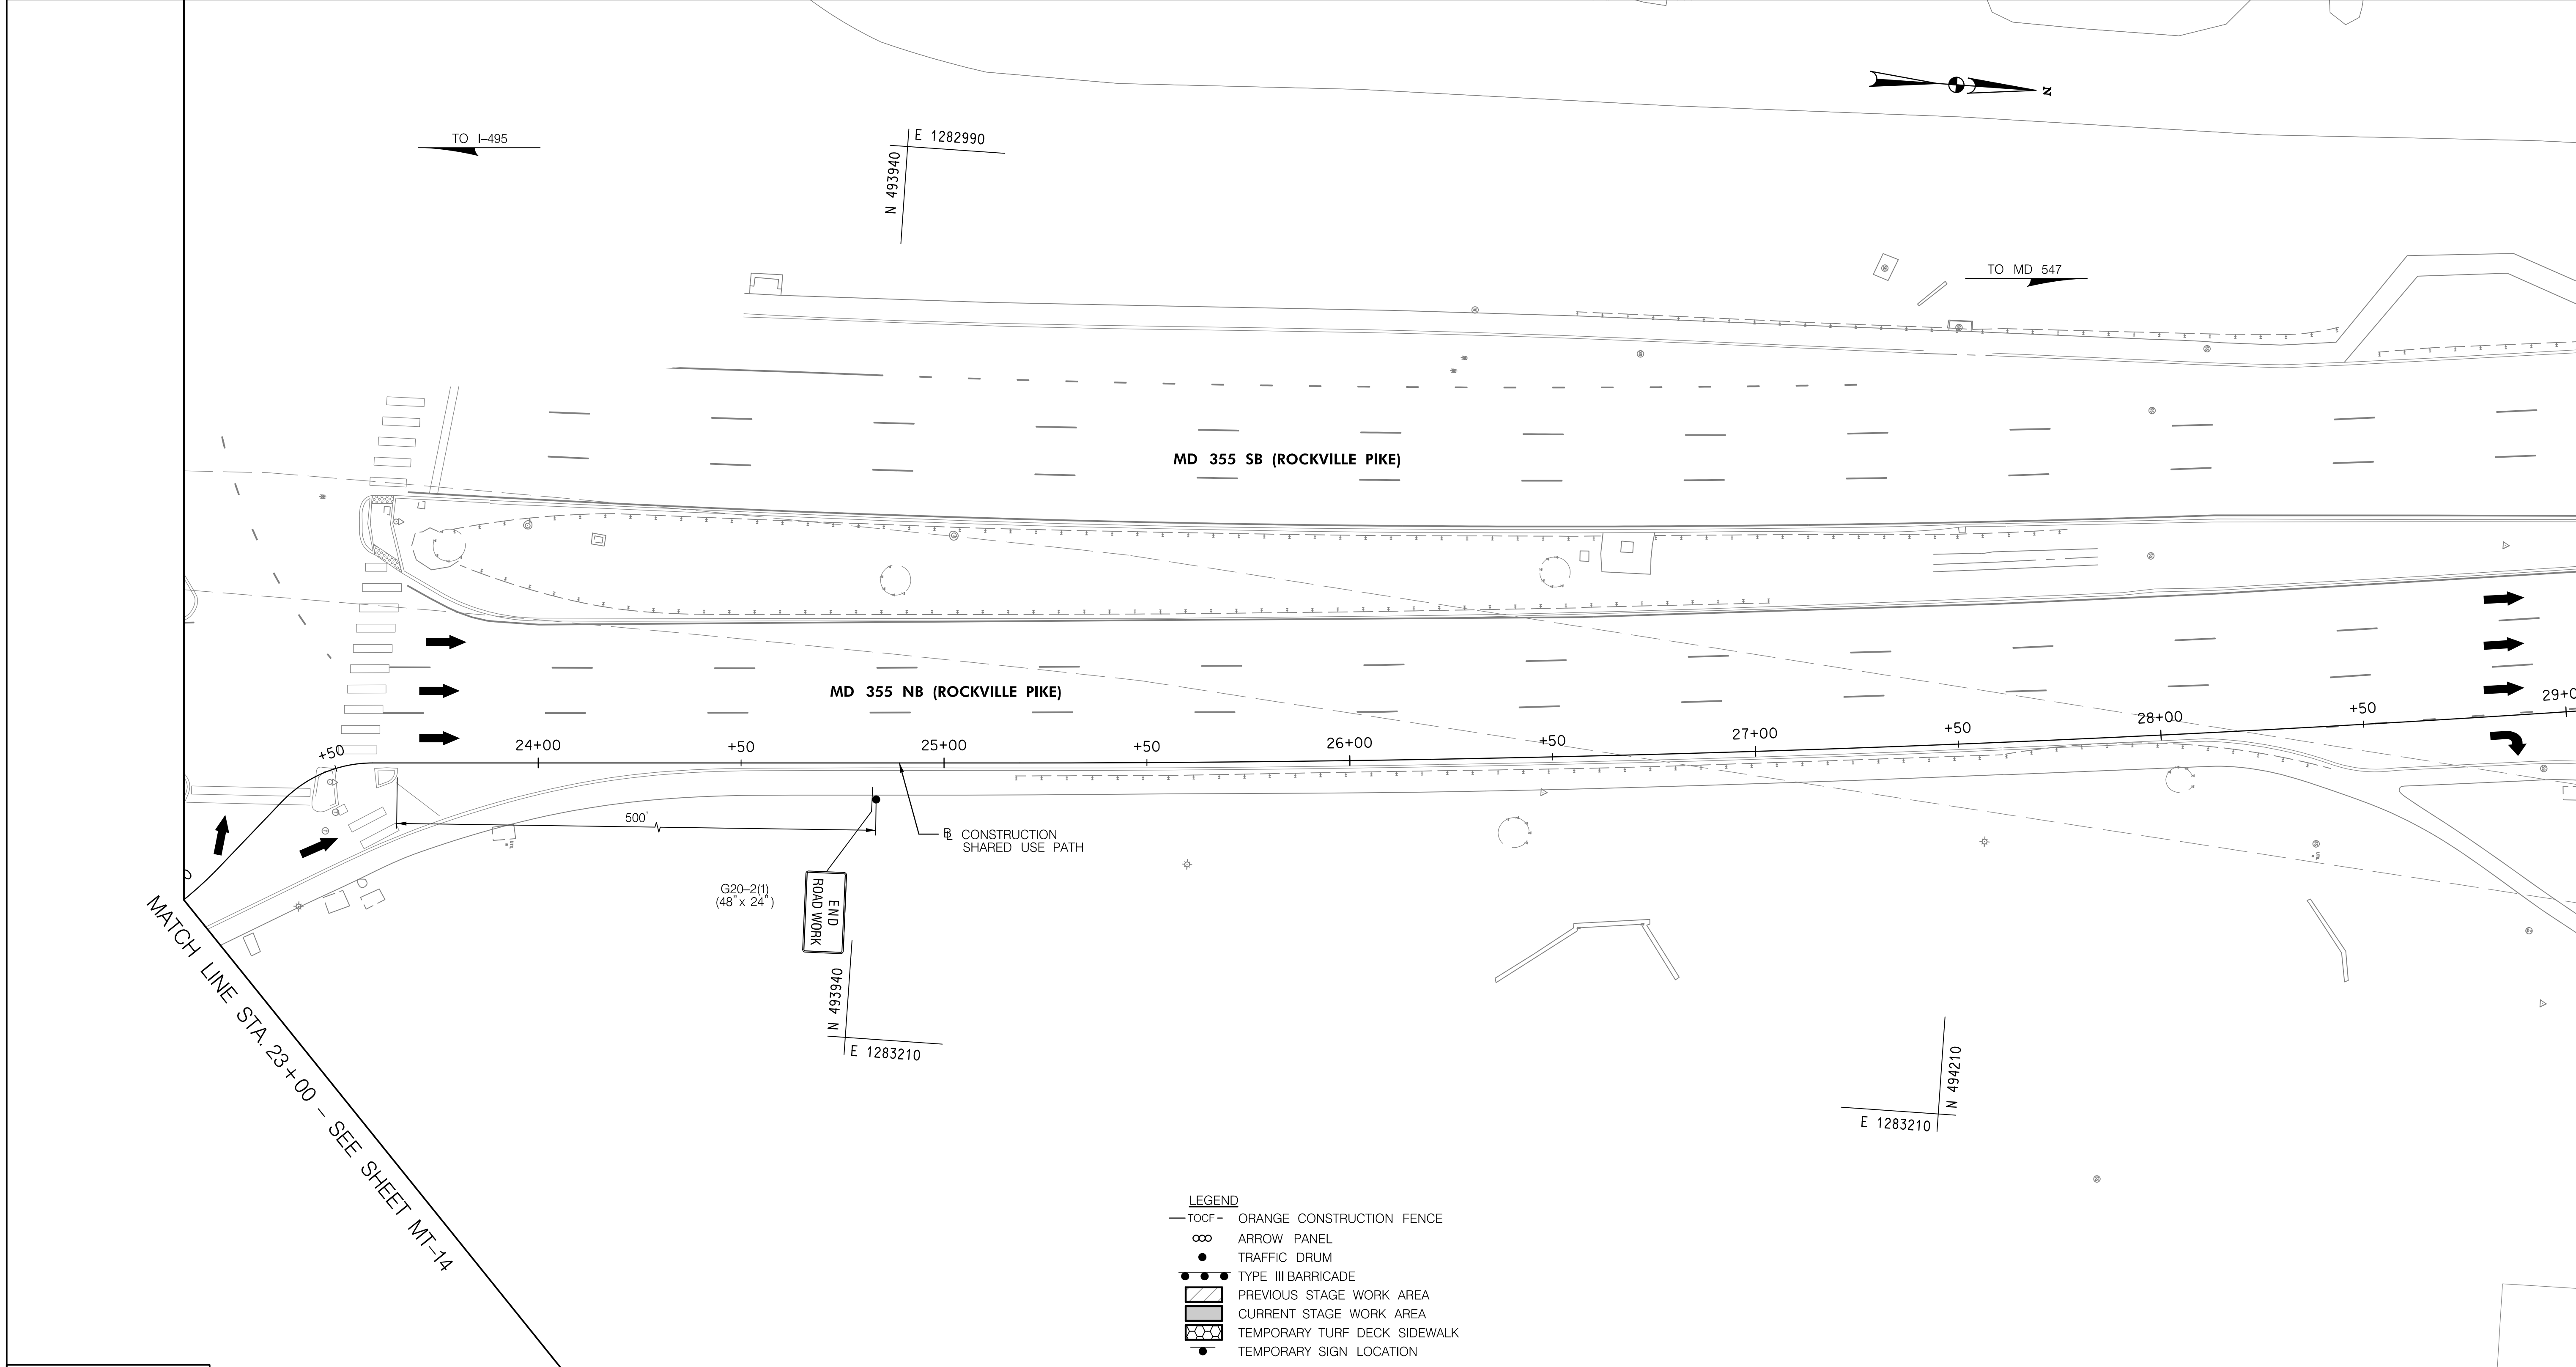 TO I-495
E 1282990
N 493940
N
TO MD 547
MD 355 SB (ROCKVILLE PIKE)
MD 355 NB (ROCKVILLE PIKE)
+50
24+00
+50
25+00
+50
26+00
+50
27+00
+50
28+00
+50
29+0
500'
BL CONSTRUCTION
SHARED USE PATH
G20-2(1)
(48" x 24")
END
ROAD WORK
N 493940
E 1283210
N 494210
E 1283210
MATCH LINE STA. 23+00 - SEE SHEET MT-14
LEGEND
TOCF
ORANGE CONSTRUCTION FENCE
ARROW PANEL
TRAFFIC DRUM
TYPE III BARRICADE
PREVIOUS STAGE WORK AREA
CURRENT STAGE WORK AREA
TEMPORARY TURF DECK SIDEWALK
TEMPORARY SIGN LOCATION